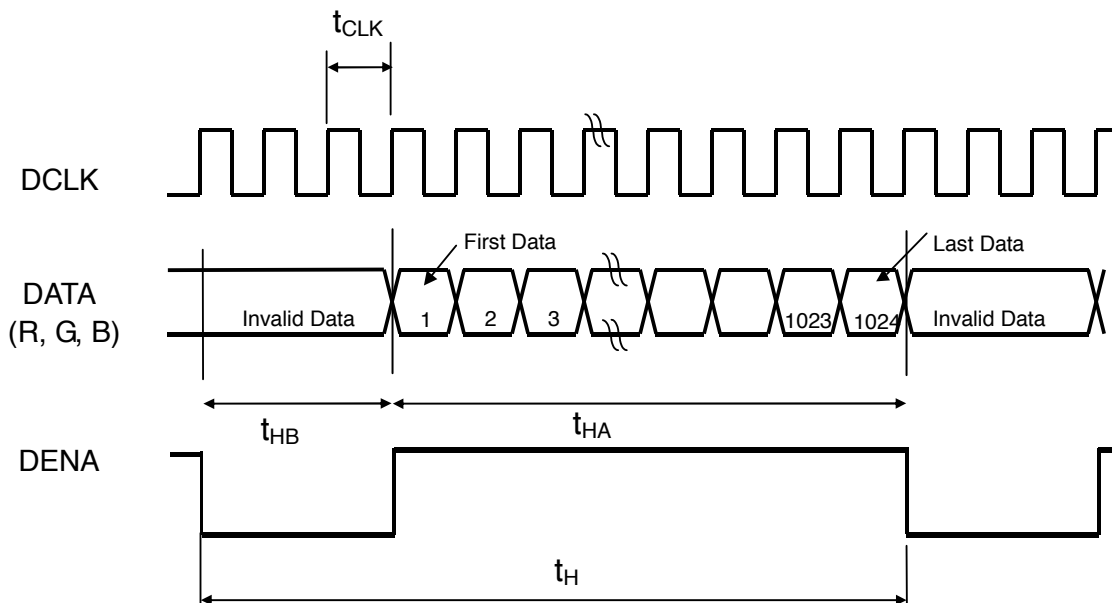 tCLK
DCLK
First Data
Last Data
DATA
(R, G, B)
Invalid Data
1
2
3
1023
1024
Invalid Data
tHB
tHA
DENA
tH